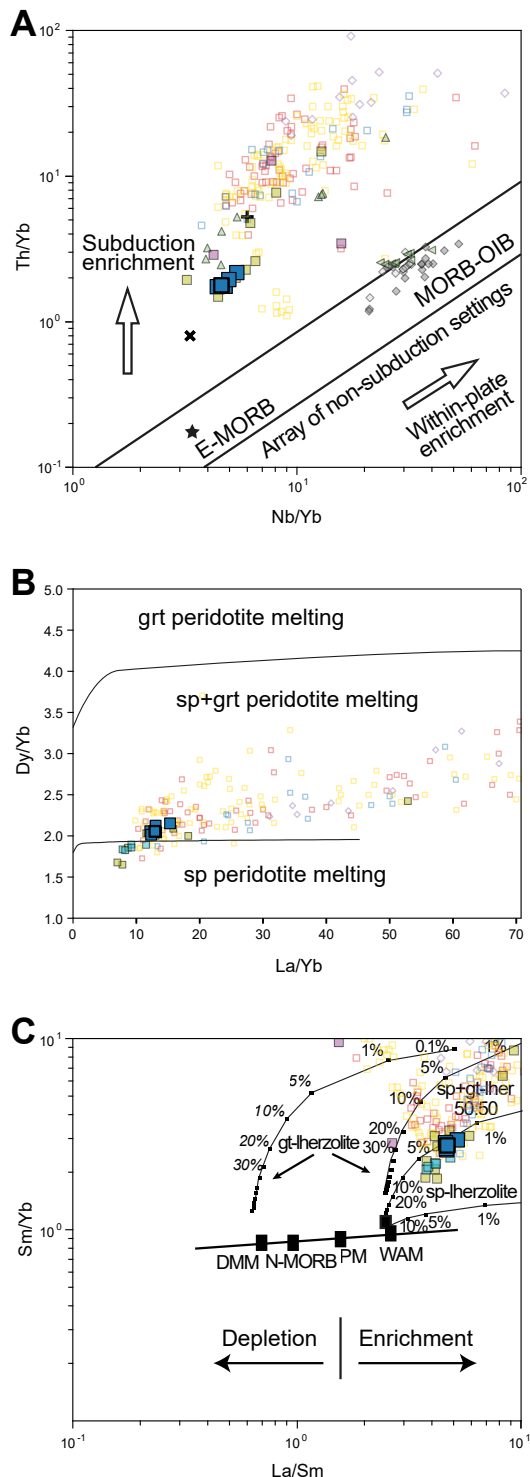 A
10²
10¹
10⁰
10⁻¹
Th/Yb
Subduction
enrichment
MORB-OIB
Array of non-subduction settings
E-MORB
Within-plate
enrichment
10⁰
10¹
10²
Nb/Yb
B
5.0
4.5
4.0
3.5
3.0
2.5
2.0
1.5
1.0
Dy/Yb
grt peridotite melting
sp+grt peridotite melting
sp peridotite melting
0
10
20
30
40
50
60
70
La/Yb
C
10¹
10⁰
Sm/Yb
1%
0.1%
1%
5%
5%
sp+gt-lher
50:50
10%
10%
20%
20%
5%
1%
30%
30%
gt-lherzolite
10%
sp-lherzolite
20%
10%
5%
1%
DMM
N-MORB
PM
WAM
Depletion
Enrichment
10⁻¹
10⁰
10¹
La/Sm